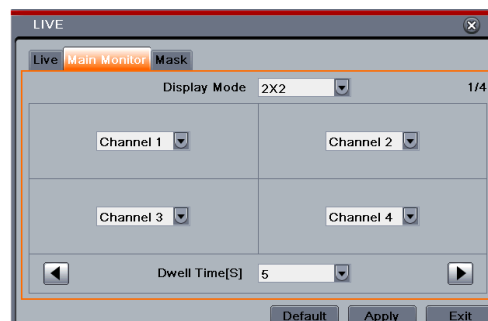 LIVE
Live Main Monitor Mask
Display Mode 2X2 1/4
Channel 1 Channel 2
Channel 3 Channel 4
Dwell Time[S] 5
Default Apply Exit